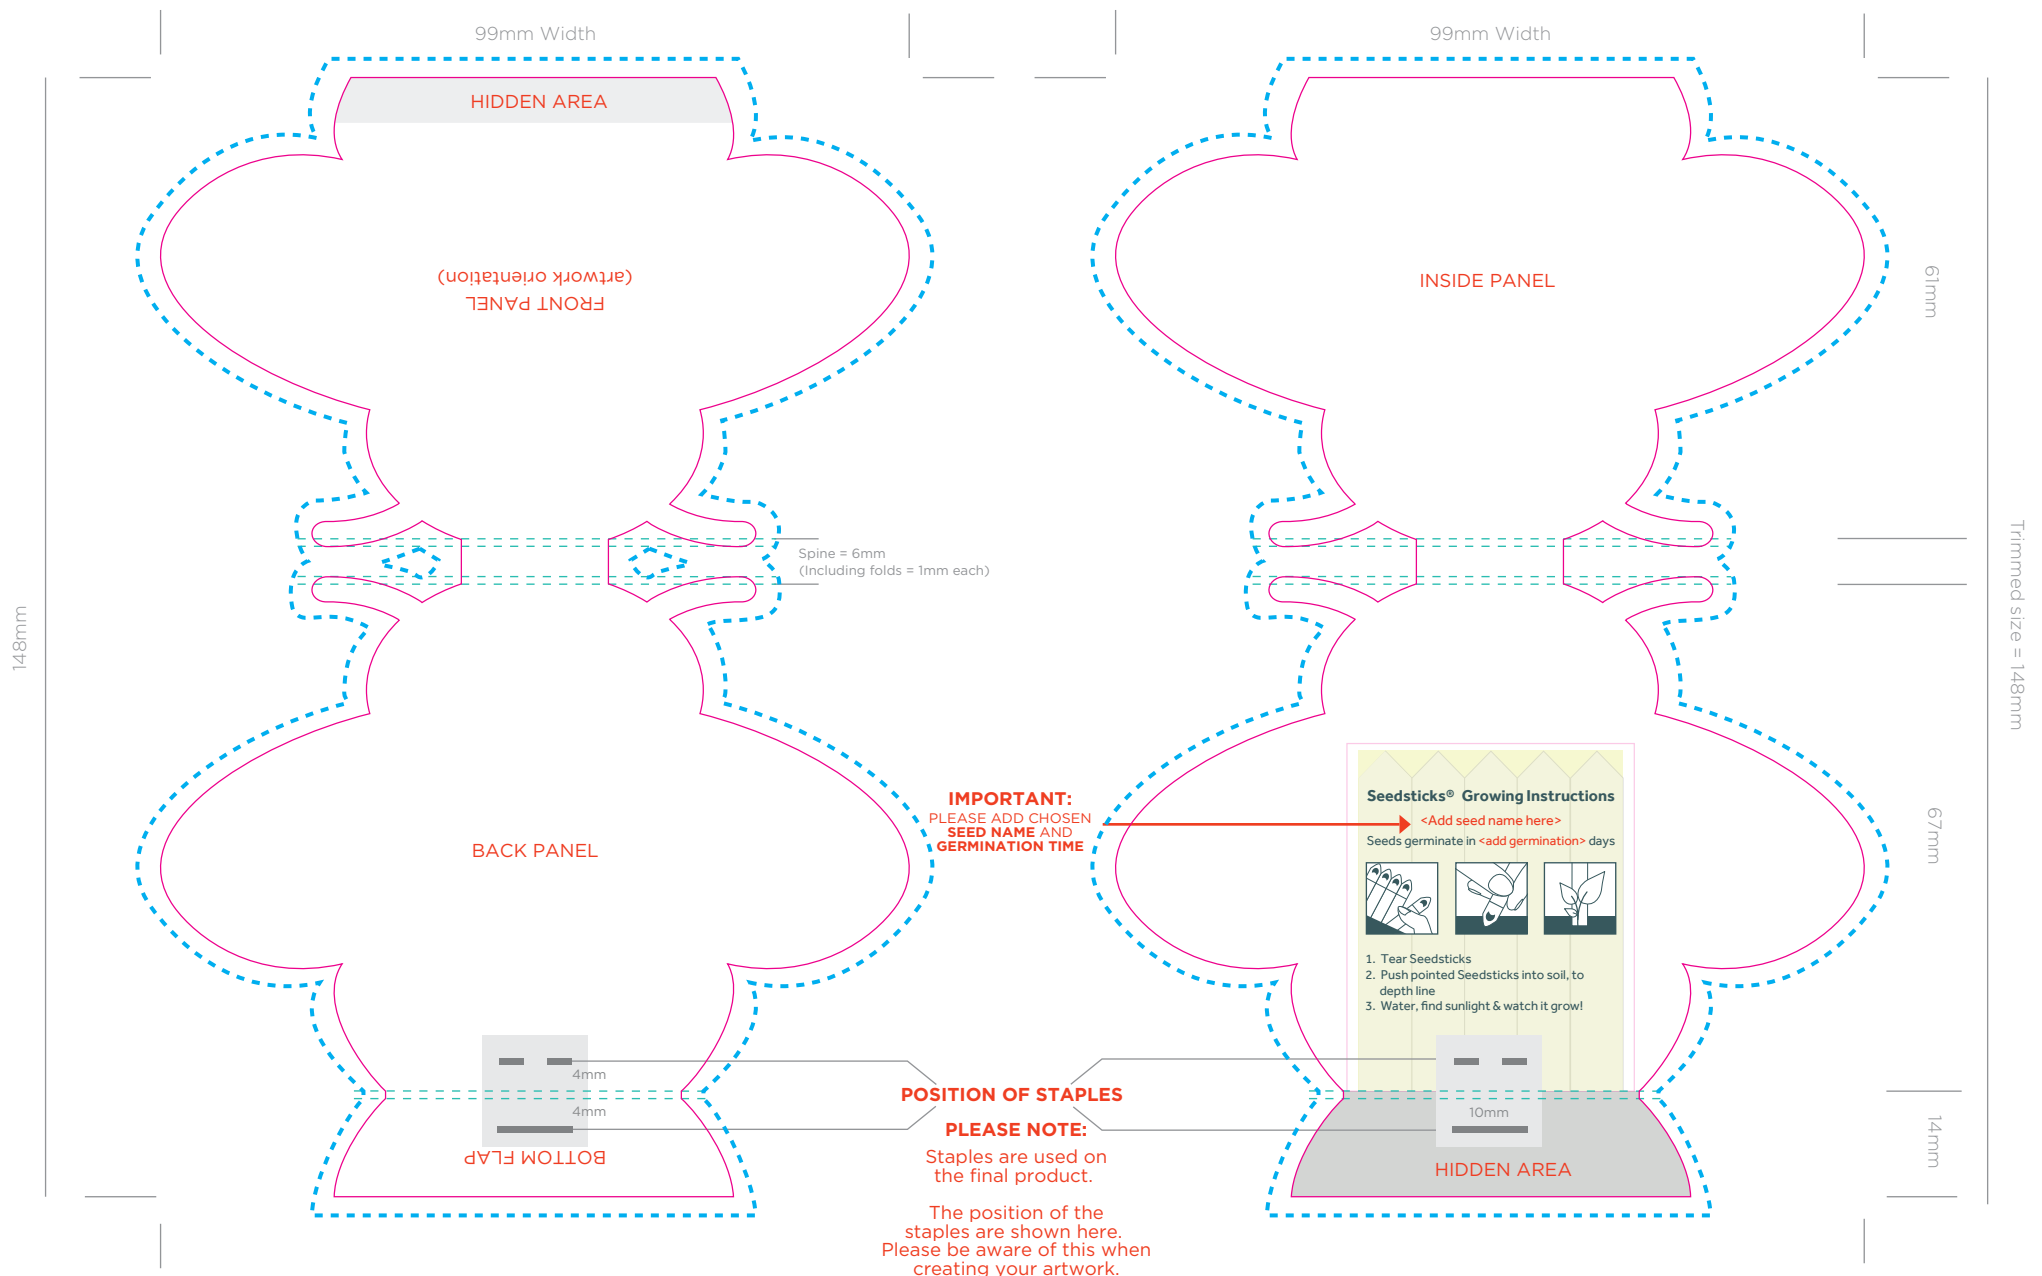 99mm Width
99mm Width
HIDDEN AREA
FRONT PANEL
(artwork orientation)
INSIDE PANEL
61mm
Spine = 6mm
(Including folds = 1mm each)
148mm
Trimmed size = 148mm
BACK PANEL
IMPORTANT:
PLEASE ADD CHOSEN
SEED NAME AND
GERMINATION TIME
Seedsticks® Growing Instructions
<Add seed name here>
Seeds germinate in <add germination> days
1. Tear Seedsticks
2. Push pointed Seedsticks into soil, to
depth line
3. Water, find sunlight & watch it grow!
67mm
4mm
4mm
BOTTOM FLAP
POSITION OF STAPLES
PLEASE NOTE:
Staples are used on
the final product.
The position of the
staples are shown here.
Please be aware of this when
creating your artwork.
10mm
HIDDEN AREA
14mm